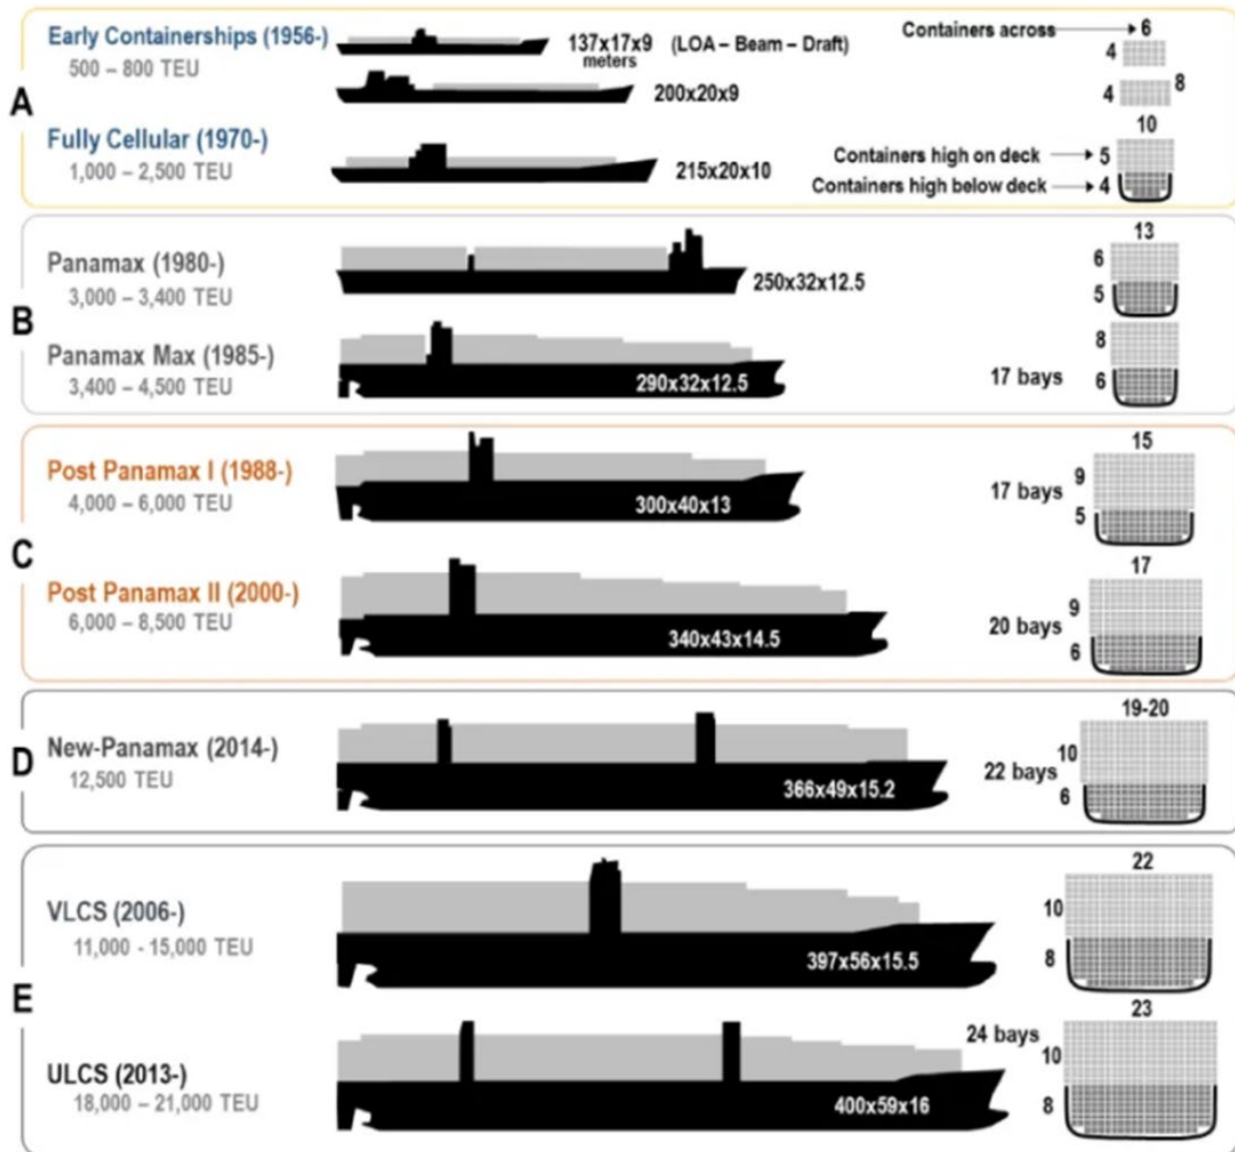 Early Containerships (1956-)
500 – 800 TEU
137x17x9 (LOA – Beam – Draft)
meters
200x20x9
Containers across 6
4
4 8
A
Fully Cellular (1970-)
1,000 – 2,500 TEU
215x20x10
10
Containers high on deck 5
Containers high below deck 4
B
Panamax (1980-)
3,000 – 3,400 TEU
250x32x12.5
13
6
5
Panamax Max (1985-)
3,400 – 4,500 TEU
290x32x12.5
17 bays
8
6
C
Post Panamax I (1988-)
4,000 – 6,000 TEU
300x40x13
17 bays
15
9
5
Post Panamax II (2000-)
6,000 – 8,500 TEU
340x43x14.5
20 bays
17
9
6
D
New-Panamax (2014-)
12,500 TEU
366x49x15.2
22 bays
19-20
10
6
E
VLCS (2006-)
11,000 - 15,000 TEU
397x56x15.5
22
10
8
ULCS (2013-)
18,000 – 21,000 TEU
400x59x16
24 bays
23
10
8